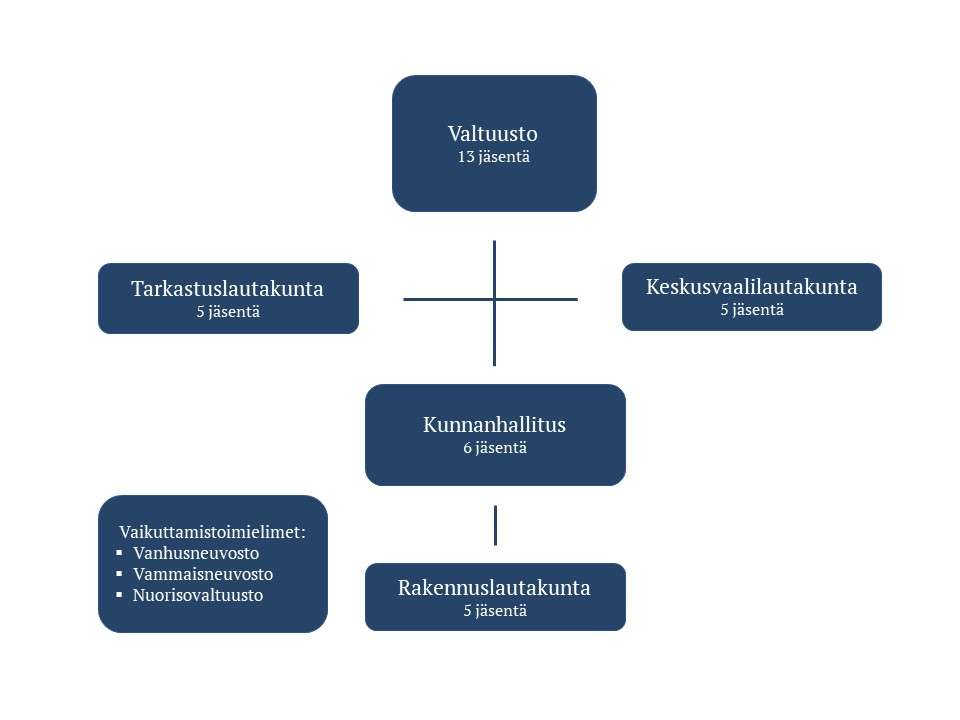 Valtuusto
13 jäsentä
Tarkastuslautakunta
5 jäsentä
Keskusvaalilautakunta
5 jäsentä
Kunnanhallitus
6 jäsentä
Vaikuttamistoimielimet:
▪ Vanhusneuvosto
▪ Vammaisneuvosto
▪ Nuorisovaltuusto
Rakennuslautakunta
5 jäsentä